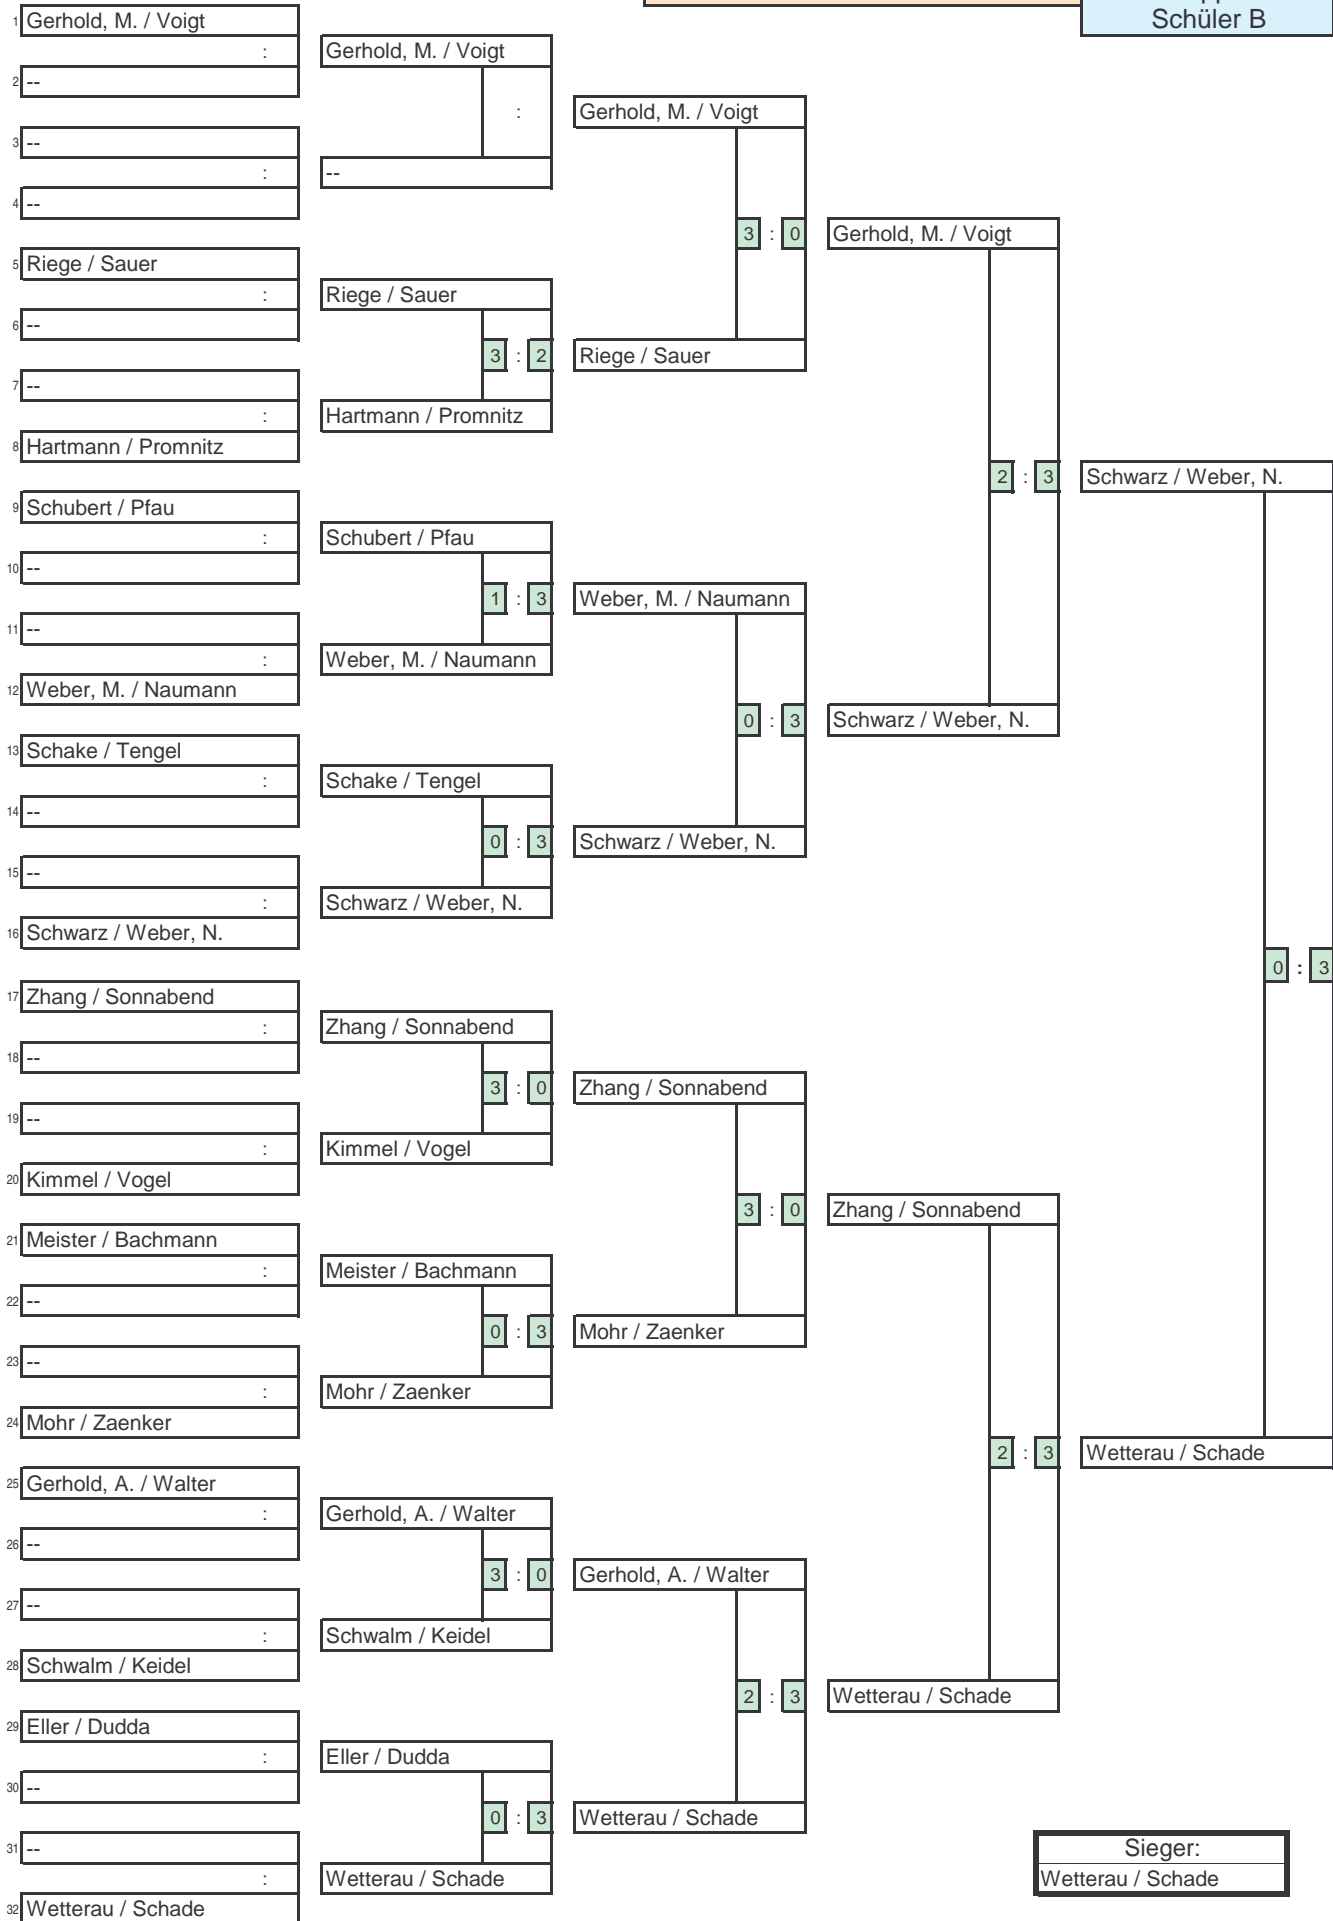 Schüler B
1 Gerhold, M. / Voigt
:
2 --
3 --
:
4 --
5 Riege / Sauer
:
6 --
7 --
:
8 Hartmann / Promnitz
9 Schubert / Pfau
:
10 --
11 --
:
12 Weber, M. / Naumann
13 Schake / Tengel
:
14 --
15 --
:
16 Schwarz / Weber, N.
17 Zhang / Sonnabend
:
18 --
19 --
:
20 Kimmel / Vogel
21 Meister / Bachmann
:
22 --
23 --
:
24 Mohr / Zaenker
25 Gerhold, A. / Walter
:
26 --
27 --
:
28 Schwalm / Keidel
29 Eller / Dudda
:
30 --
31 --
:
32 Wetterau / Schade
Gerhold, M. / Voigt
:
--
Riege / Sauer
3 : 2
Hartmann / Promnitz
Schubert / Pfau
1 : 3
Weber, M. / Naumann
Schake / Tengel
0 : 3
Schwarz / Weber, N.
Zhang / Sonnabend
3 : 0
Kimmel / Vogel
Meister / Bachmann
0 : 3
Mohr / Zaenker
Gerhold, A. / Walter
3 : 0
Schwalm / Keidel
Eller / Dudda
0 : 3
Wetterau / Schade
Gerhold, M. / Voigt
3 : 0
Riege / Sauer
Weber, M. / Naumann
0 : 3
Schwarz / Weber, N.
Zhang / Sonnabend
3 : 0
Mohr / Zaenker
Gerhold, A. / Walter
2 : 3
Wetterau / Schade
Gerhold, M. / Voigt
2 : 3
Schwarz / Weber, N.
Zhang / Sonnabend
2 : 3
Wetterau / Schade
Schwarz / Weber, N.
0 : 3
Wetterau / Schade
Sieger:
Wetterau / Schade